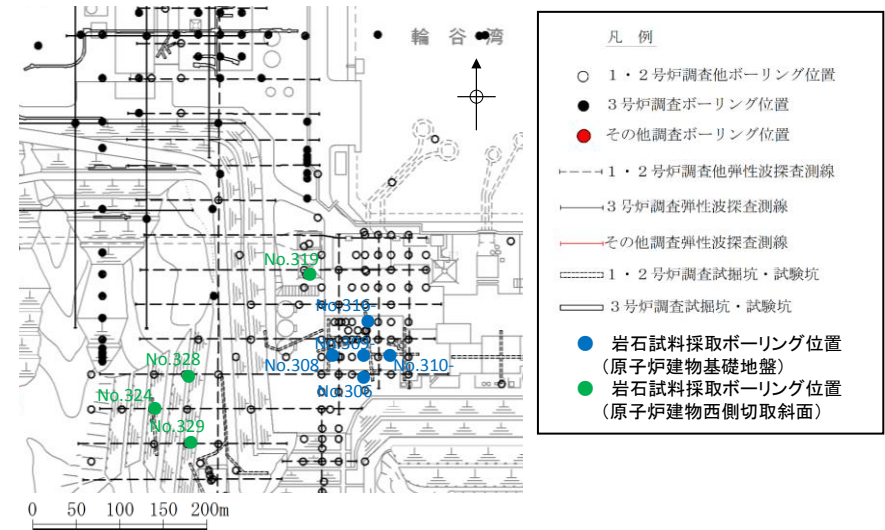 輪谷湾
No.319
No.316-
No.309-
No.308
No.310-
No.306
No.328
No.324
No.329
0 50 100 150 200m
凡 例
1・2号炉調査他ボーリング位置
3号炉調査ボーリング位置
その他調査ボーリング位置
1・2号炉調査他弾性波探査測線
3号炉調査弾性波探査測線
その他調査弾性波探査測線
1・2号炉調査試掘坑・試験坑
3号炉調査試掘坑・試験坑
岩石試料採取ボーリング位置
(原子炉建物基礎地盤)
岩石試料採取ボーリング位置
(原子炉建物西側切取斜面)